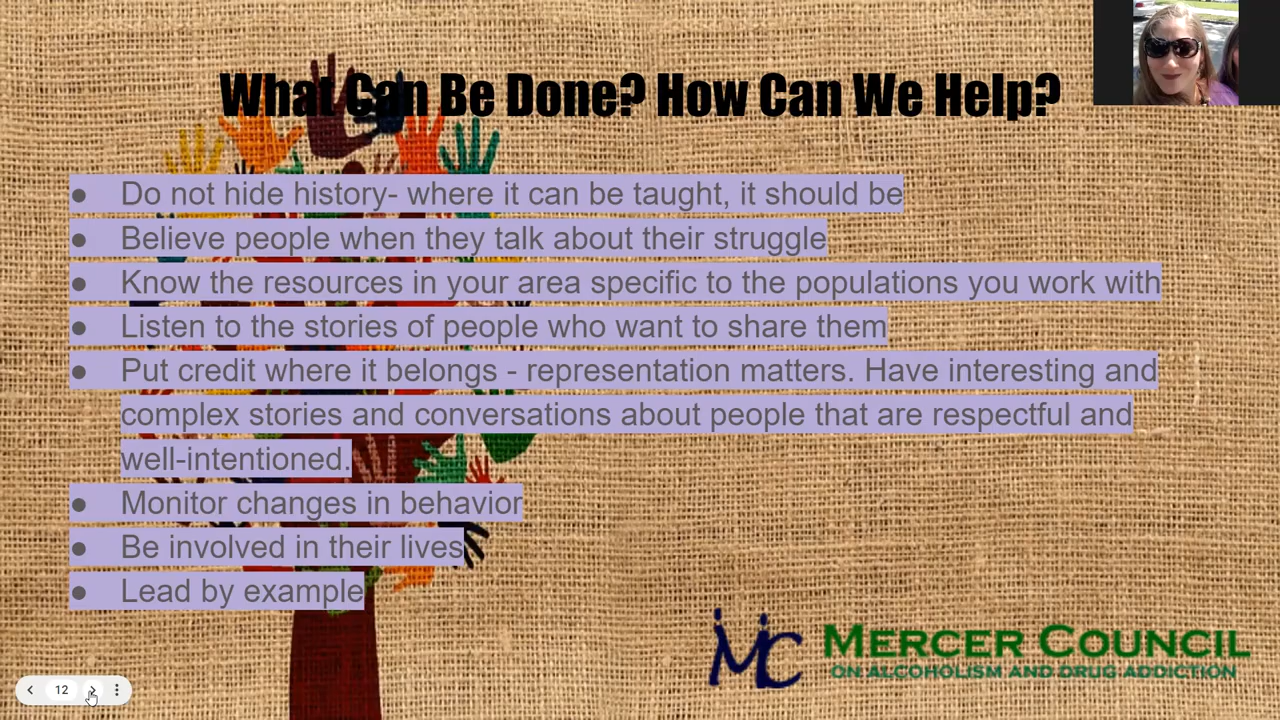 What Can Be Done? How Can We Help?
● Do not hide history- where it can be taught, it should be
● Believe people when they talk about their struggle
● Know the resources in your area specific to the populations you work with
● Listen to the stories of people who want to share them
● Put credit where it belongs - representation matters. Have interesting and
complex stories and conversations about people that are respectful and
well-intentioned.
● Monitor changes in behavior
● Be involved in their lives
● Lead by example
MC MERCER COUNCIL
ON ALCOHOLISM AND DRUG ADDICTION
12